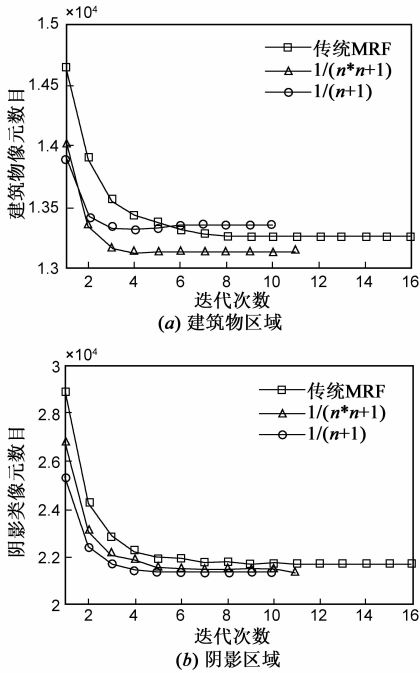 ×10⁴
1.5
1.45
1.4
1.35
1.3
建筑物像元数目
传统MRF
1/(n*n+1)
1/(n+1)
2 4 6 8 10 12 14 16
迭代次数
(a) 建筑物区域
×10⁴
3
2.8
2.6
2.4
2.2
2
阴影类像元数目
传统MRF
1/(n*n+1)
1/(n+1)
2 4 6 8 10 12 14 16
迭代次数
(b) 阴影区域